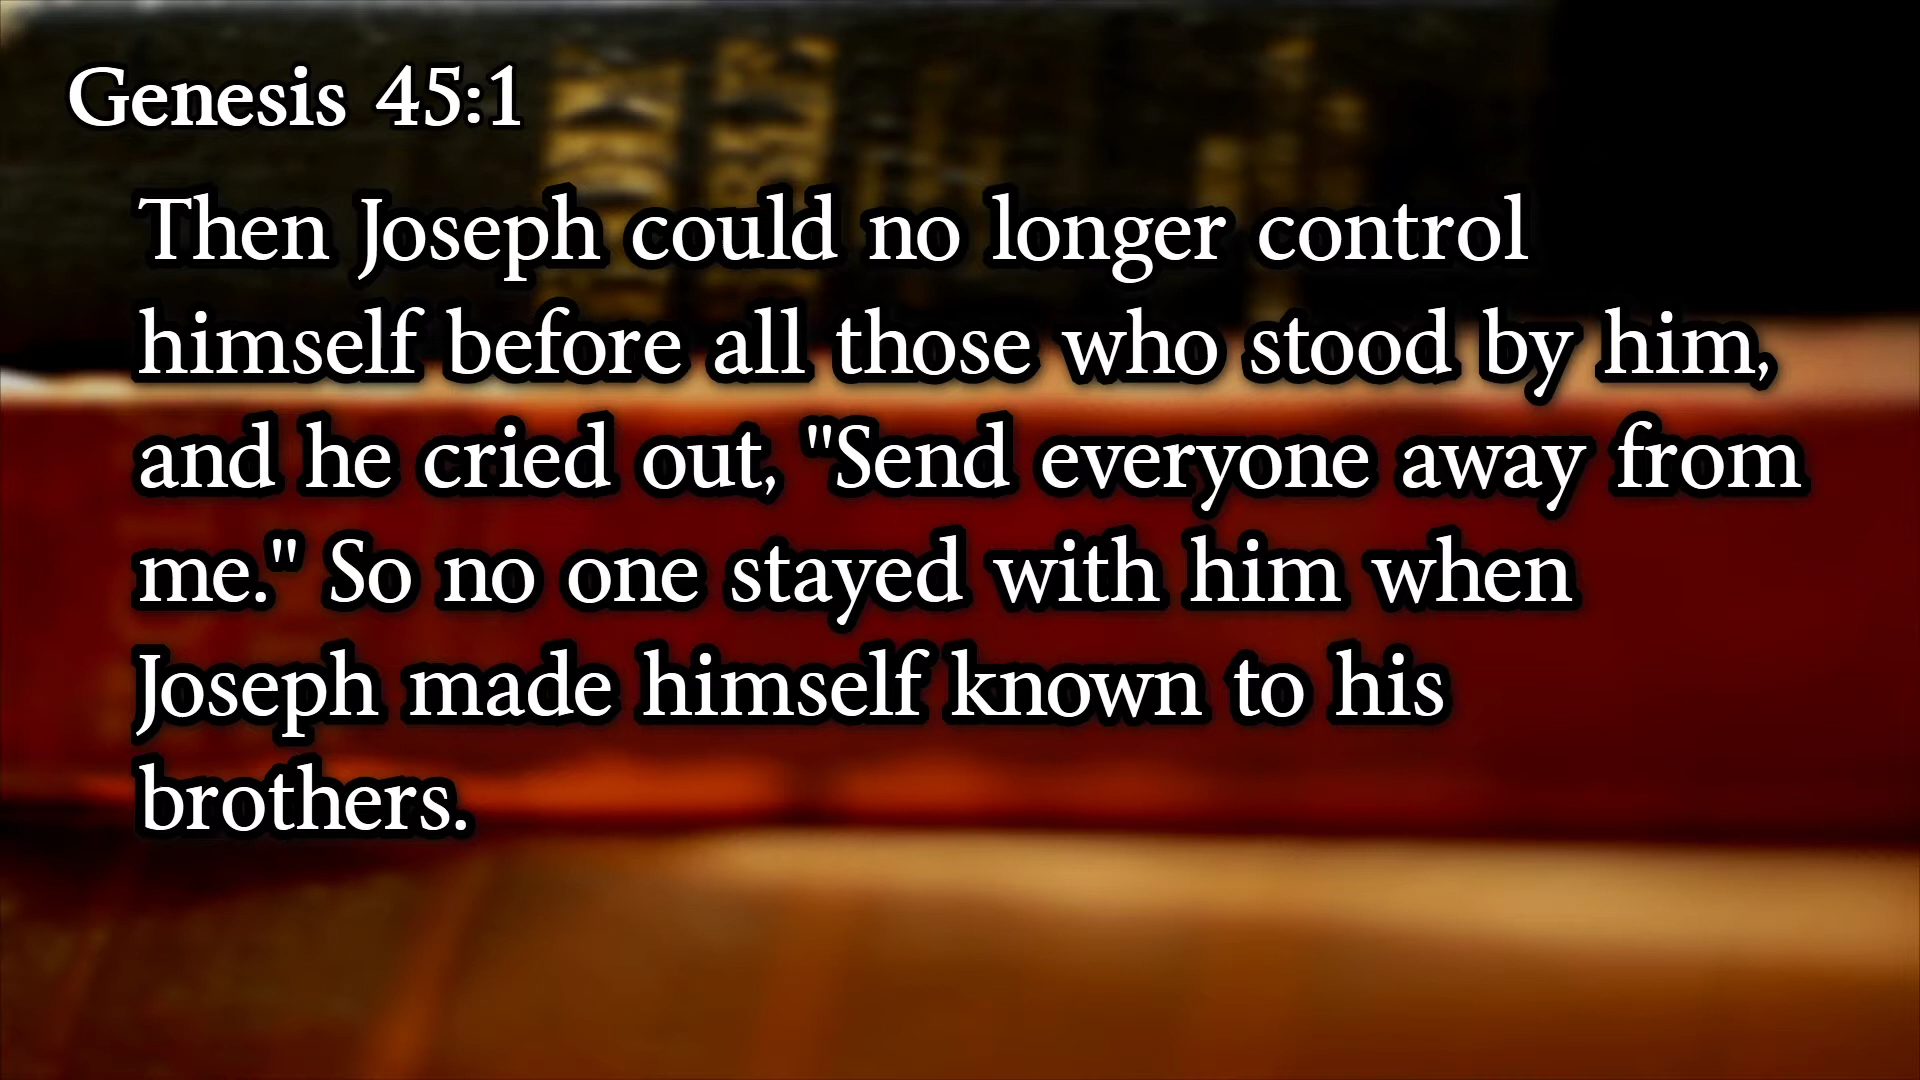 Genesis 45:1
Then Joseph could no longer control
himself before all those who stood by him,
and he cried out, "Send everyone away from
me." So no one stayed with him when
Joseph made himself known to his
brothers.